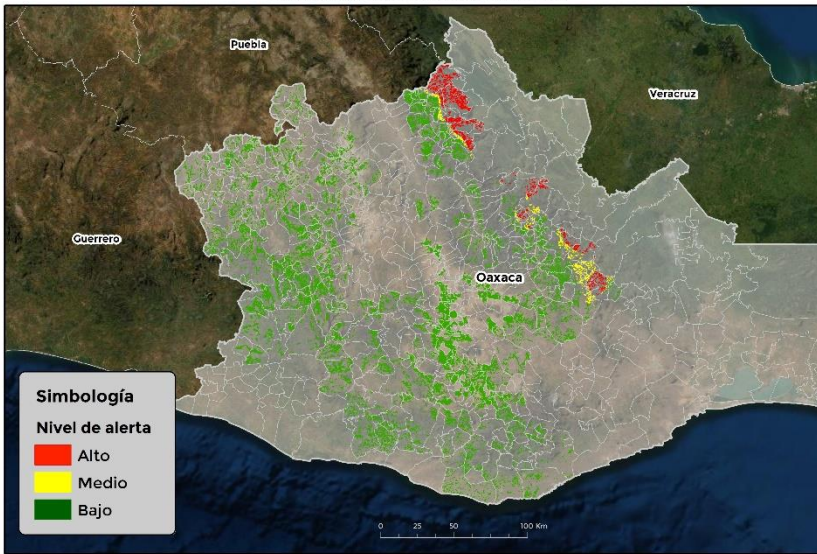 Puebla
Veracruz
Guerrero
Oaxaca
Simbología
Nivel de alerta
Alto
Medio
Bajo
0 25 50 100 Km